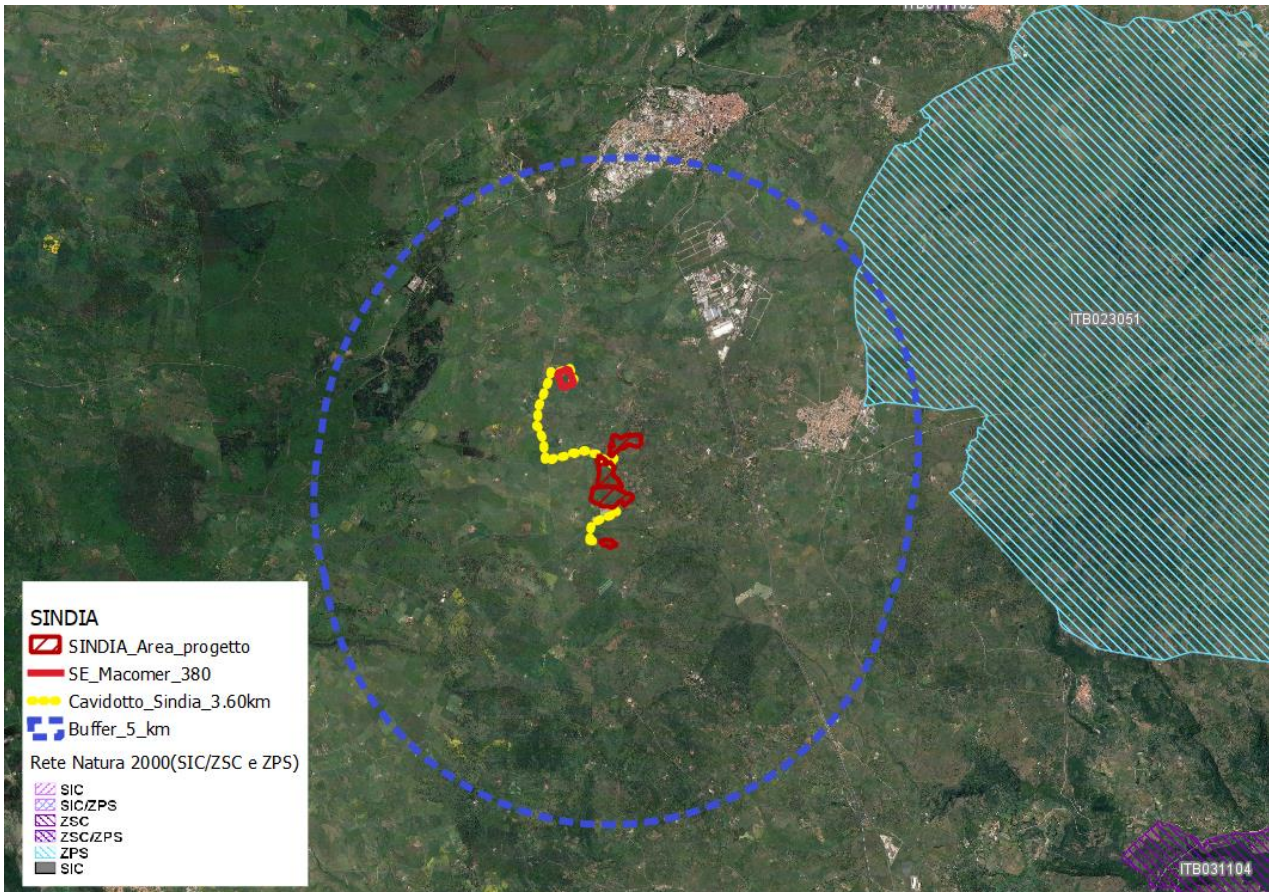 ITB023051
SINDIA
SINDIA_Area_progetto
SE_Macomer_380
Cavidotto_Sindia_3.60km
Buffer_5_km
Rete Natura 2000(SIC/ZSC e ZPS)
SIC
SIC/ZPS
ZSC
ZSC/ZPS
ZPS
SIC
ITB031104